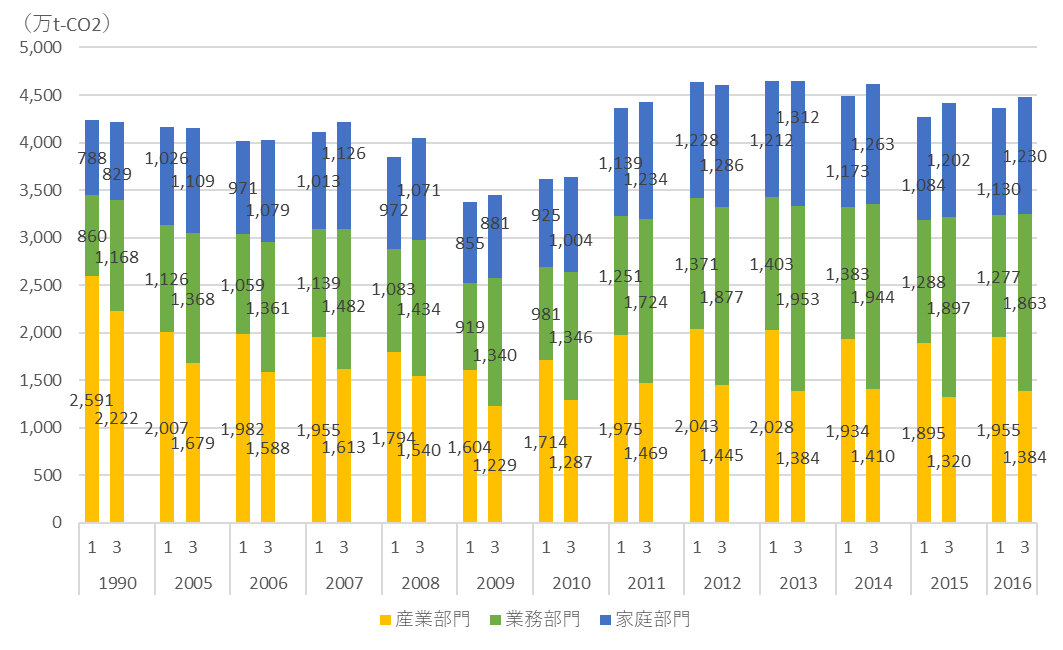 （万t-CO2）
5,000
4,500
4,000
3,500
3,000
2,500
2,000
1,500
1,000
500
0
788 829 1,026 1,109 971 1,079 1,013 1,126 972 1,071 855 881 925 1,004 1,139 1,234 1,228 1,286 1,212 1,312 1,173 1,263 1,084 1,202 1,130 1,230
860 1,168 1,126 1,368 1,059 1,361 1,139 1,482 1,083 1,434 919 1,340 981 1,346 1,251 1,724 1,371 1,877 1,403 1,953 1,383 1,944 1,288 1,897 1,277 1,863
2,591 2,222 2,007 1,679 1,982 1,588 1,955 1,613 1,794 1,540 1,604 1,229 1,714 1,287 1,975 1,469 2,043 1,445 2,028 1,384 1,934 1,410 1,895 1,320 1,955 1,384
1 3 1 3 1 3 1 3 1 3 1 3 1 3 1 3 1 3 1 3 1 3 1 3 1 3
1990 2005 2006 2007 2008 2009 2010 2011 2012 2013 2014 2015 2016
産業部門 業務部門 家庭部門